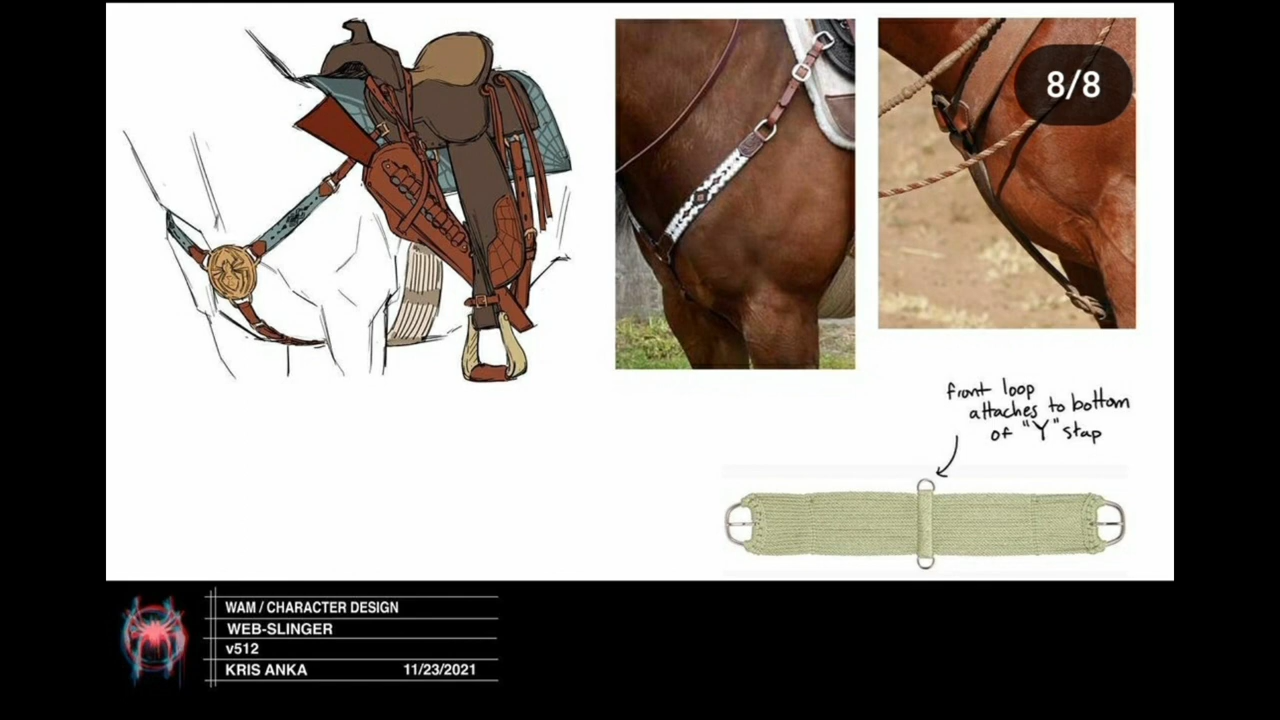 8/8
front loop
attaches to bottom
of "Y" stap
WAM / CHARACTER DESIGN
WEB-SLINGER
v512
KRIS ANKA 11/23/2021